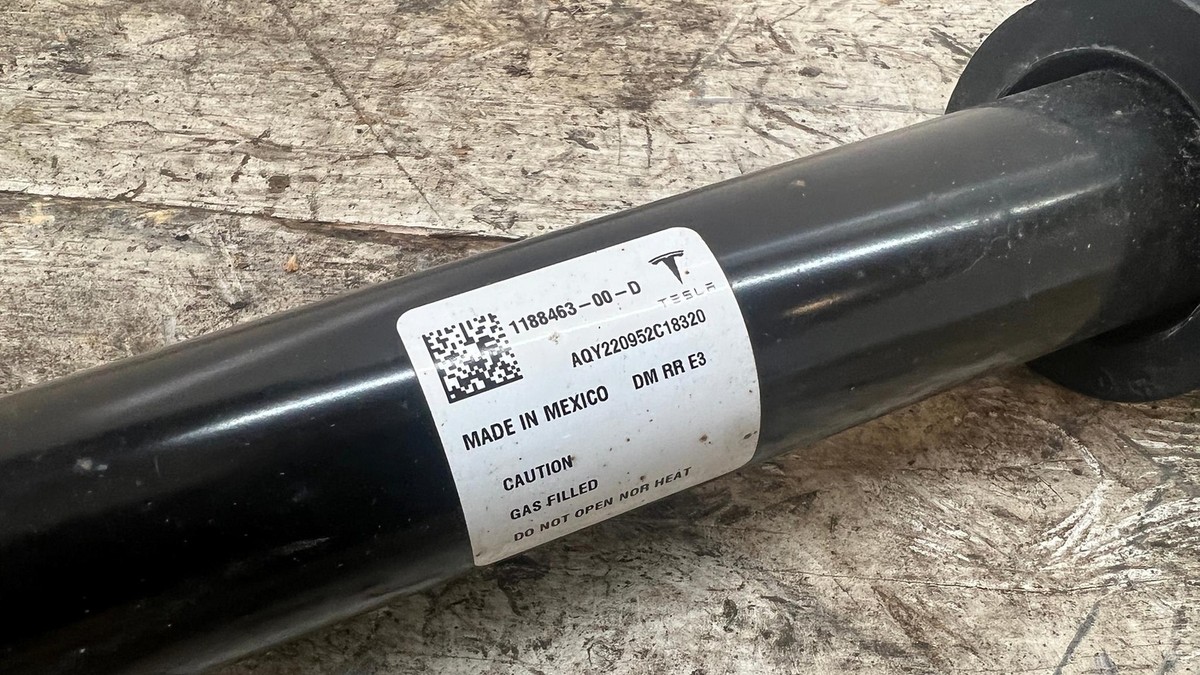 TESLA
1188463-00-D
AQY220952C18320
MADE IN MEXICO DM RR E3
CAUTION
GAS FILLED
DO NOT OPEN NOR HEAT